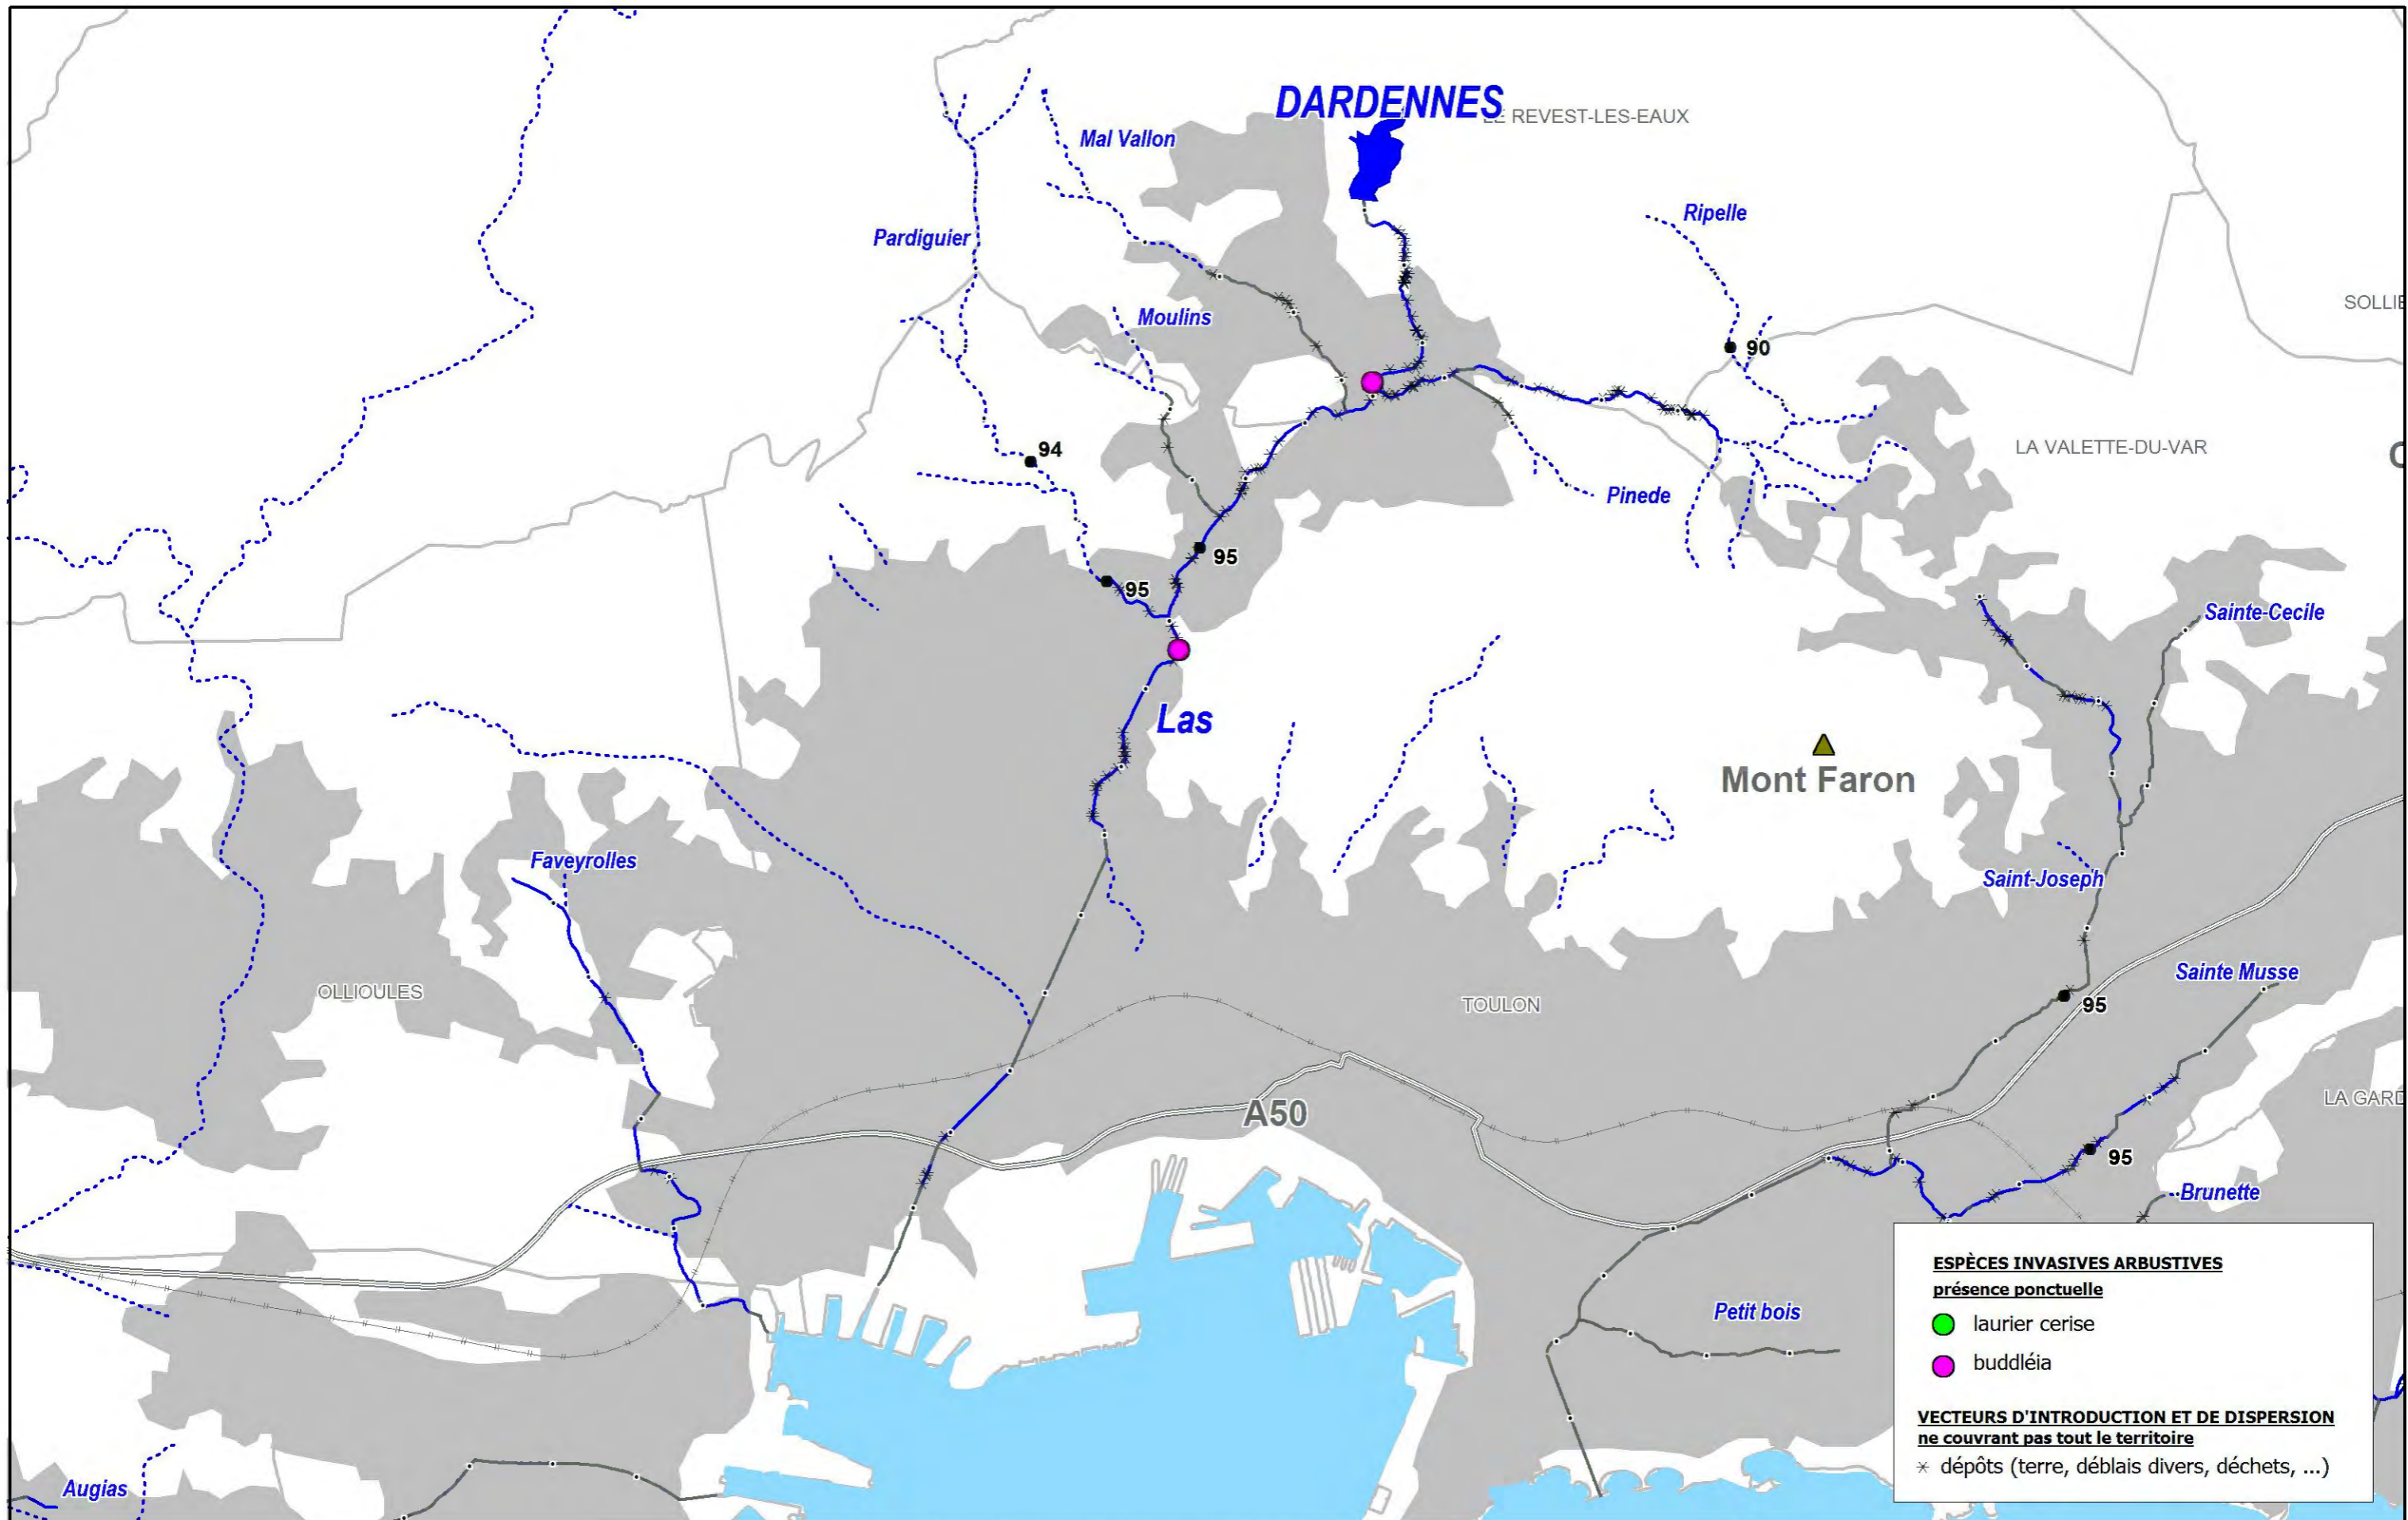 DARDENNES
LE REVEST-LES-EAUX
Mal Vallon
Ripelle
Pardiguier
SOLLIE
Moulins
90
94
LA VALETTE-DU-VAR
C
Pinede
95
95
Sainte-Cecile
Las
Mont Faron
Faveyrolles
Saint-Joseph
Sainte Musse
OLLIOULES
TOULON
95
LA GARD
A50
95
Brunette
Petit bois
Augias
ESPÈCES INVASIVES ARBUSTIVES
présence ponctuelle
laurier cerise
buddléia
VECTEURS D'INTRODUCTION ET DE DISPERSION
ne couvrant pas tout le territoire
dépôts (terre, déblais divers, déchets, ...)